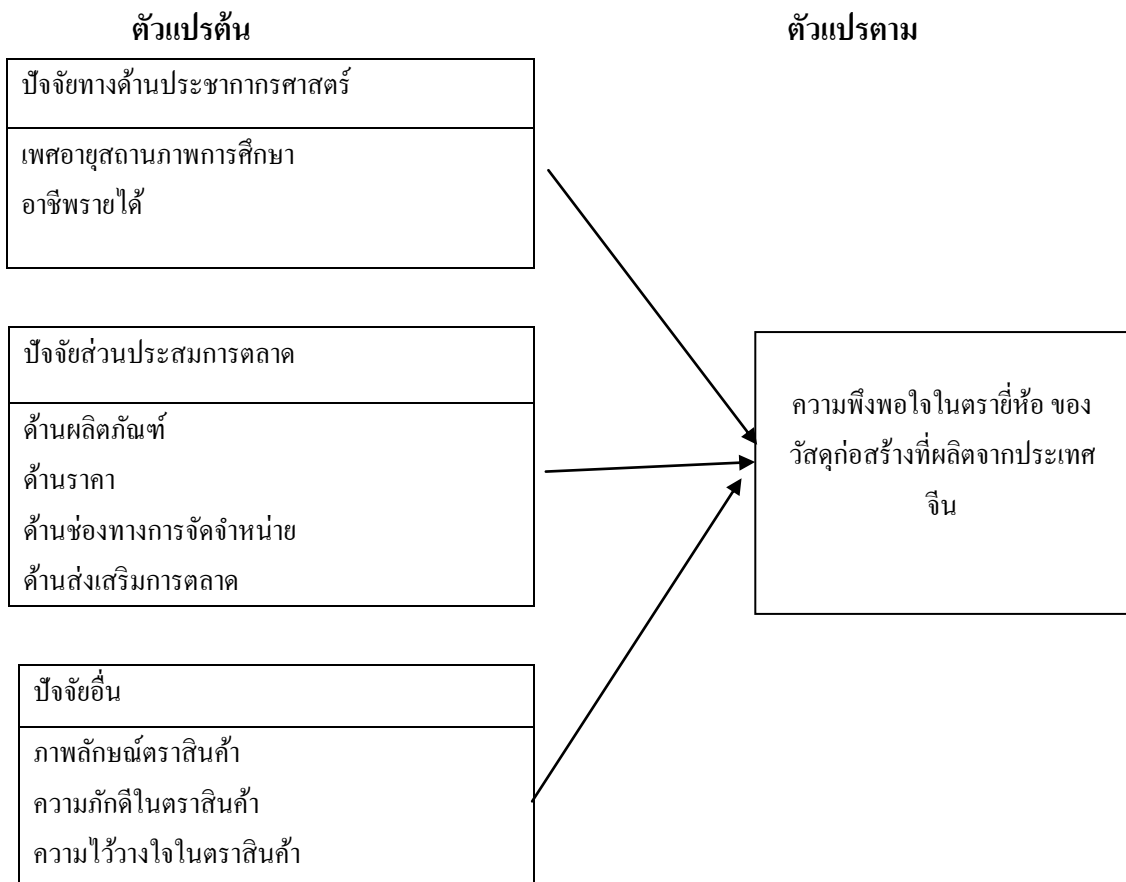 ตัวแปรต้น
ตัวแปรตาม
ปัจจัยทางด้านประชากากรศาสตร์
เพศอายุสถานภาพการศึกษา
อาชีพรายได้
ปัจจัยส่วนประสมการตลาด
ด้านผลิตภัณฑ์
ด้านราคา
ด้านช่องทางการจัดจำหน่าย
ด้านส่งเสริมการตลาด
ความพึงพอใจในตรายี่ห้อ ของ
วัสดุก่อสร้างที่ผลิตจากประเทศ
จีน
ปัจจัยอื่น
ภาพลักษณ์ตราสินค้า
ความภักดีในตราสินค้า
ความไว้วางใจในตราสินค้า